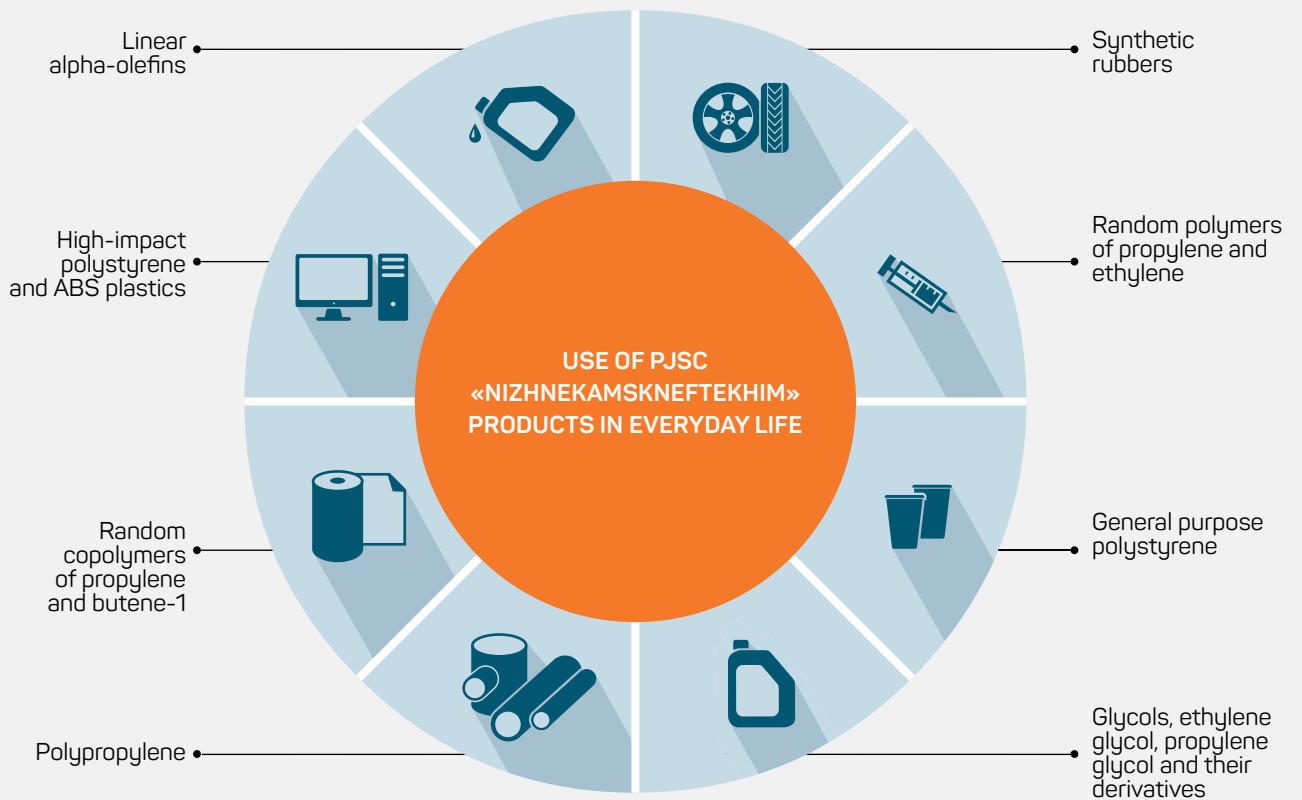 Linear
alpha-olefins
Synthetic
rubbers
High-impact
polystyrene
and ABS plastics
Random polymers
of propylene and
ethylene
USE OF PJSC
«NIZHNEKAMSKNEFTEKHIM»
PRODUCTS IN EVERYDAY LIFE
Random
copolymers
of propylene
and butene-1
General purpose
polystyrene
Polypropylene
Glycols, ethylene
glycol, propylene
glycol and their
derivatives